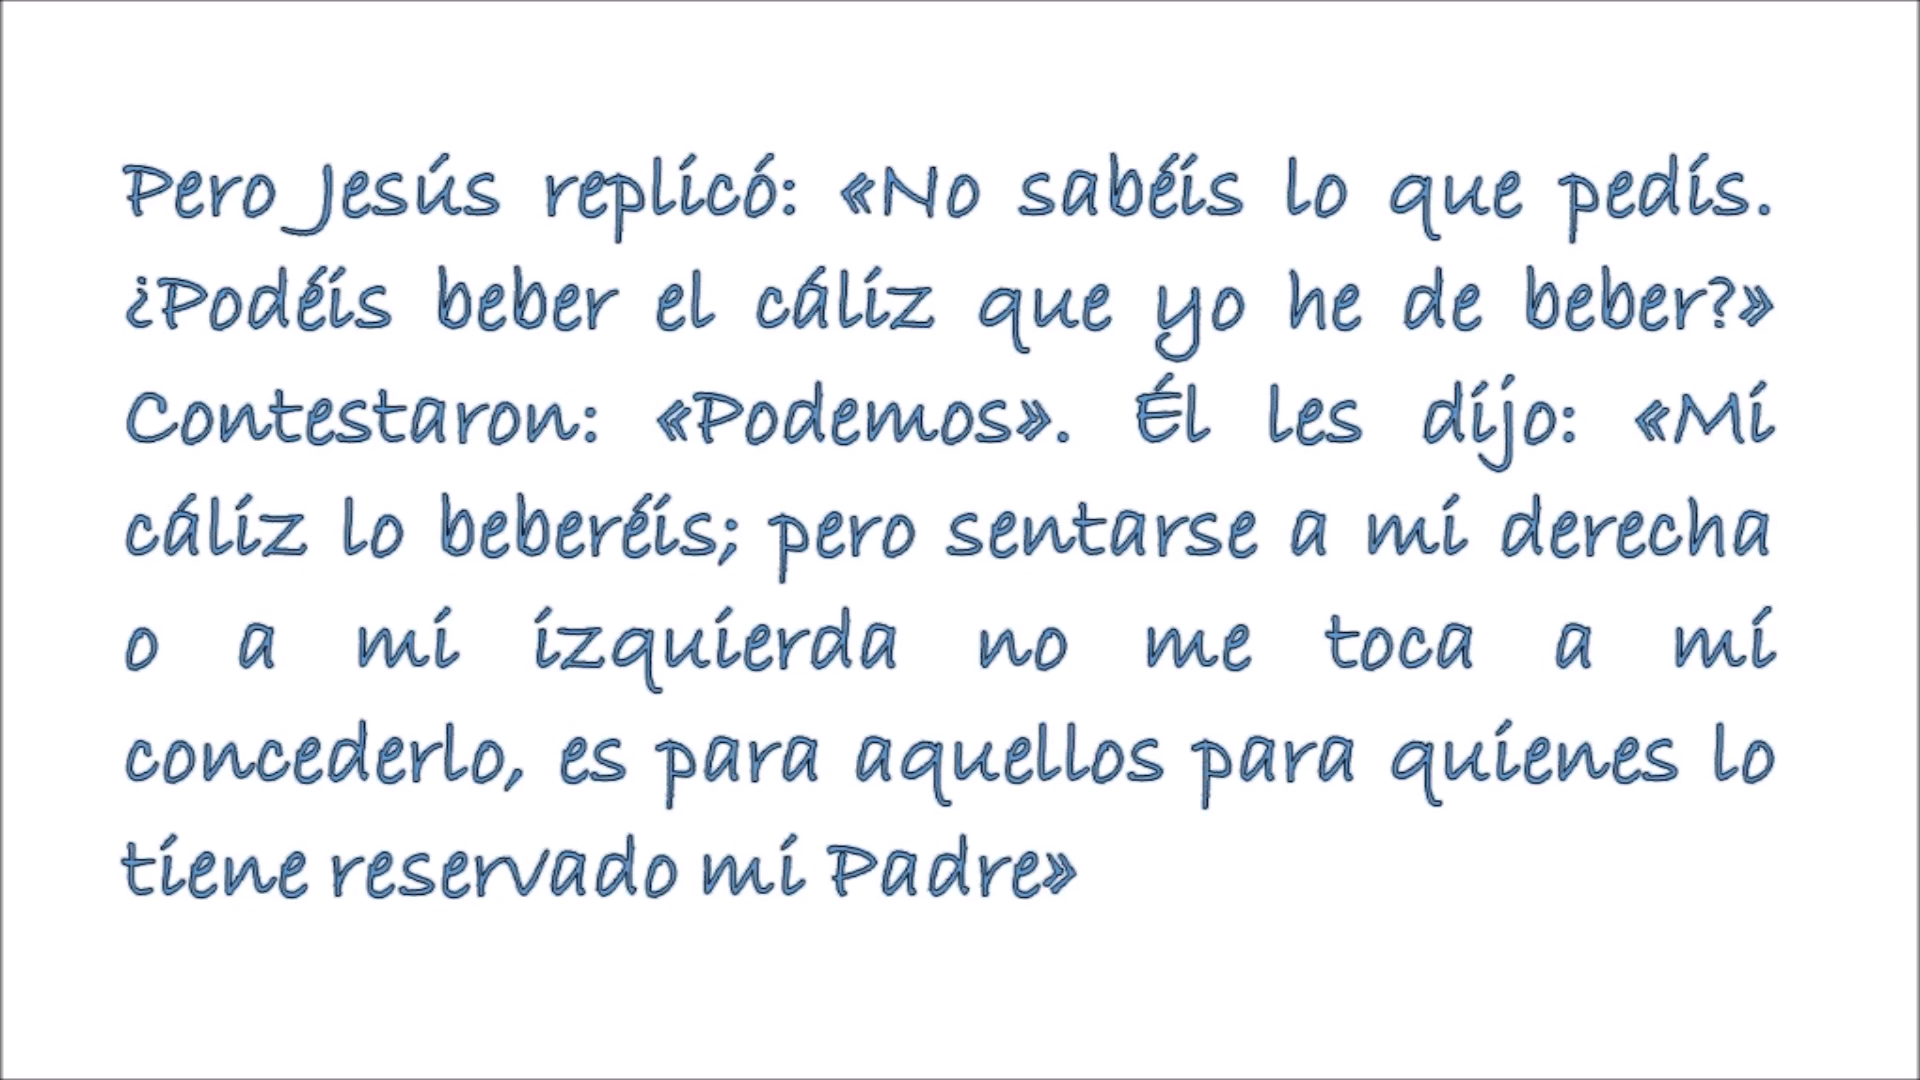 Pero Jesús replicó: «No sabéis lo que pedís.
¿Podéis beber el cáliz que yo he de beber?»
Contestaron: «Podemos». Él les dijo: «Mi
cáliz lo beberéis; pero sentarse a mi derecha
o a mi izquierda no me toca a mí
concederlo, es para aquellos para quienes lo
tiene reservado mi Padre»